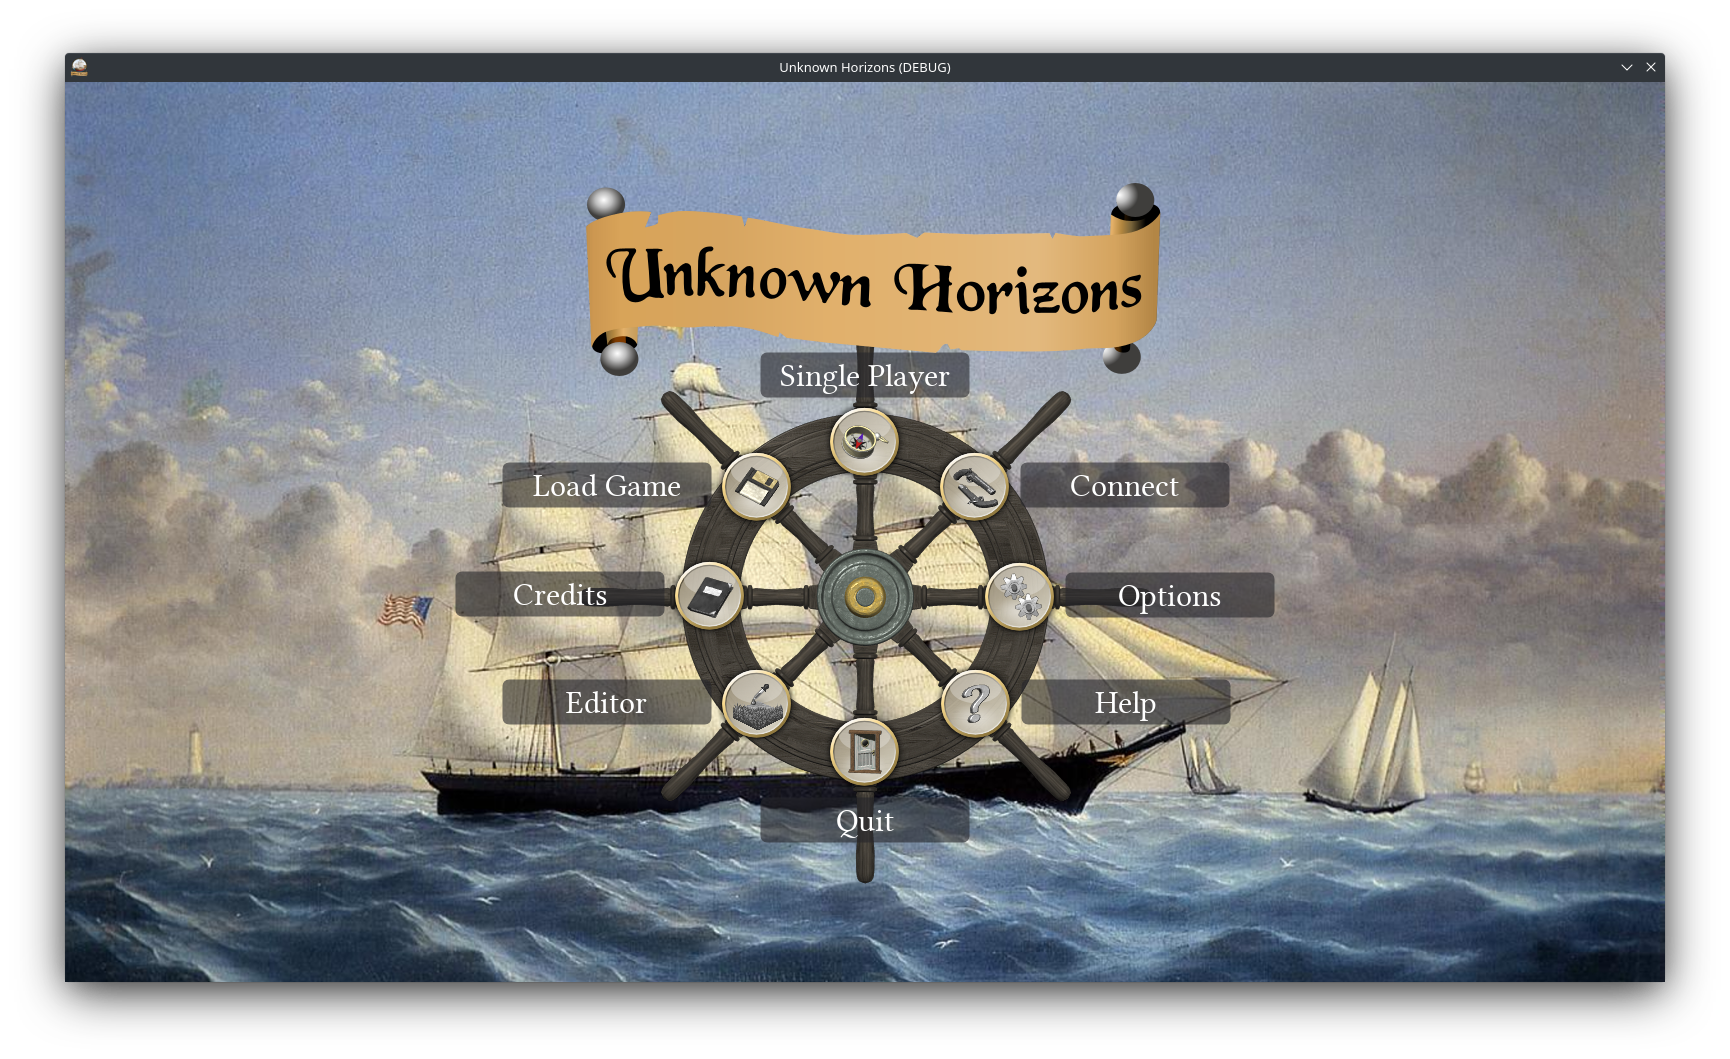 Unknown Horizons (DEBUG)
Unknown Horizons
Single Player
Load Game
Connect
Credits
Options
Editor
Help
Quit